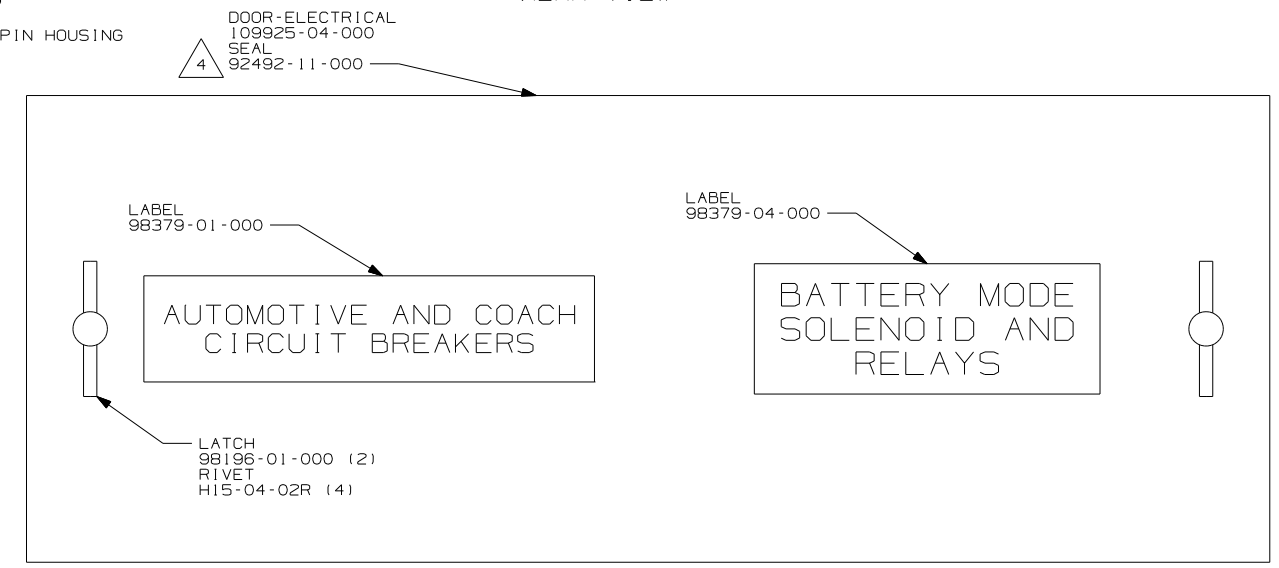 PIN HOUSING
DOOR-ELECTRICAL
109925-04-000
SEAL
4
92492-11-000
LABEL
98379-01-000
LABEL
98379-04-000
AUTOMOTIVE AND COACH
CIRCUIT BREAKERS
BATTERY MODE
SOLENOID AND
RELAYS
LATCH
98196-01-000 (2)
RIVET
H15-04-02R (4)